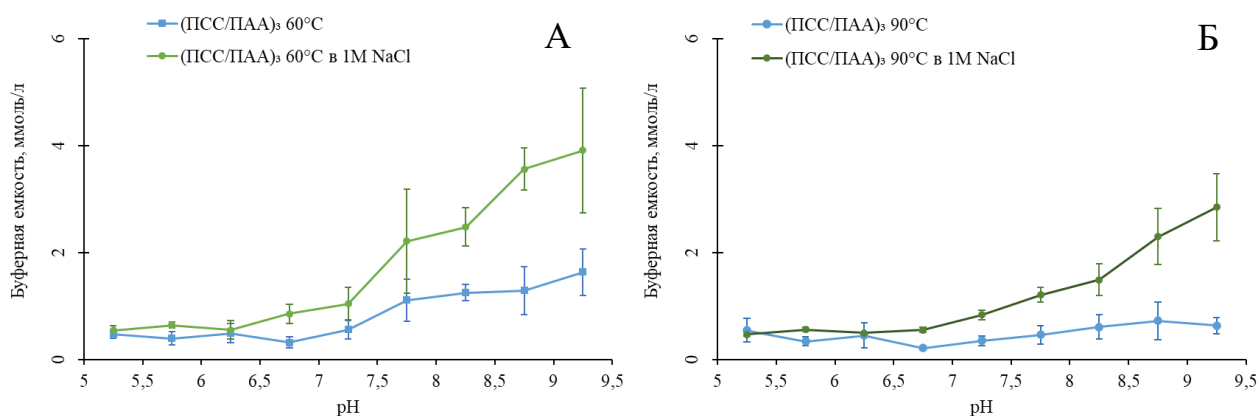 (ПСС/ПАА)₃ 60°C
(ПСС/ПАА)₃ 60°C в 1М NaCl
А
Буферная емкость, ммоль/л
6
4
2
0
5 5,5 6 6,5 7 7,5 8 8,5 9 9,5
pH
(ПСС/ПАА)₃ 90°C
(ПСС/ПАА)₃ 90°C в 1М NaCl
Б
Буферная емкость, ммоль/л
6
4
2
0
5 5,5 6 6,5 7 7,5 8 8,5 9 9,5
pH